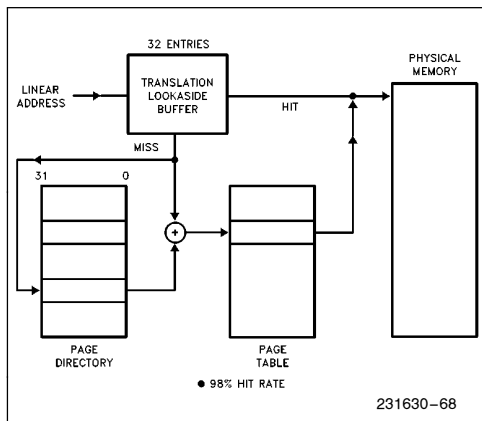 32 ENTRIES
TRANSLATION
LOOKASIDE
BUFFER
LINEAR
ADDRESS
HIT
PHYSICAL
MEMORY
MISS
31 0
+
PAGE
DIRECTORY
PAGE
TABLE
● 98% HIT RATE
231630–68